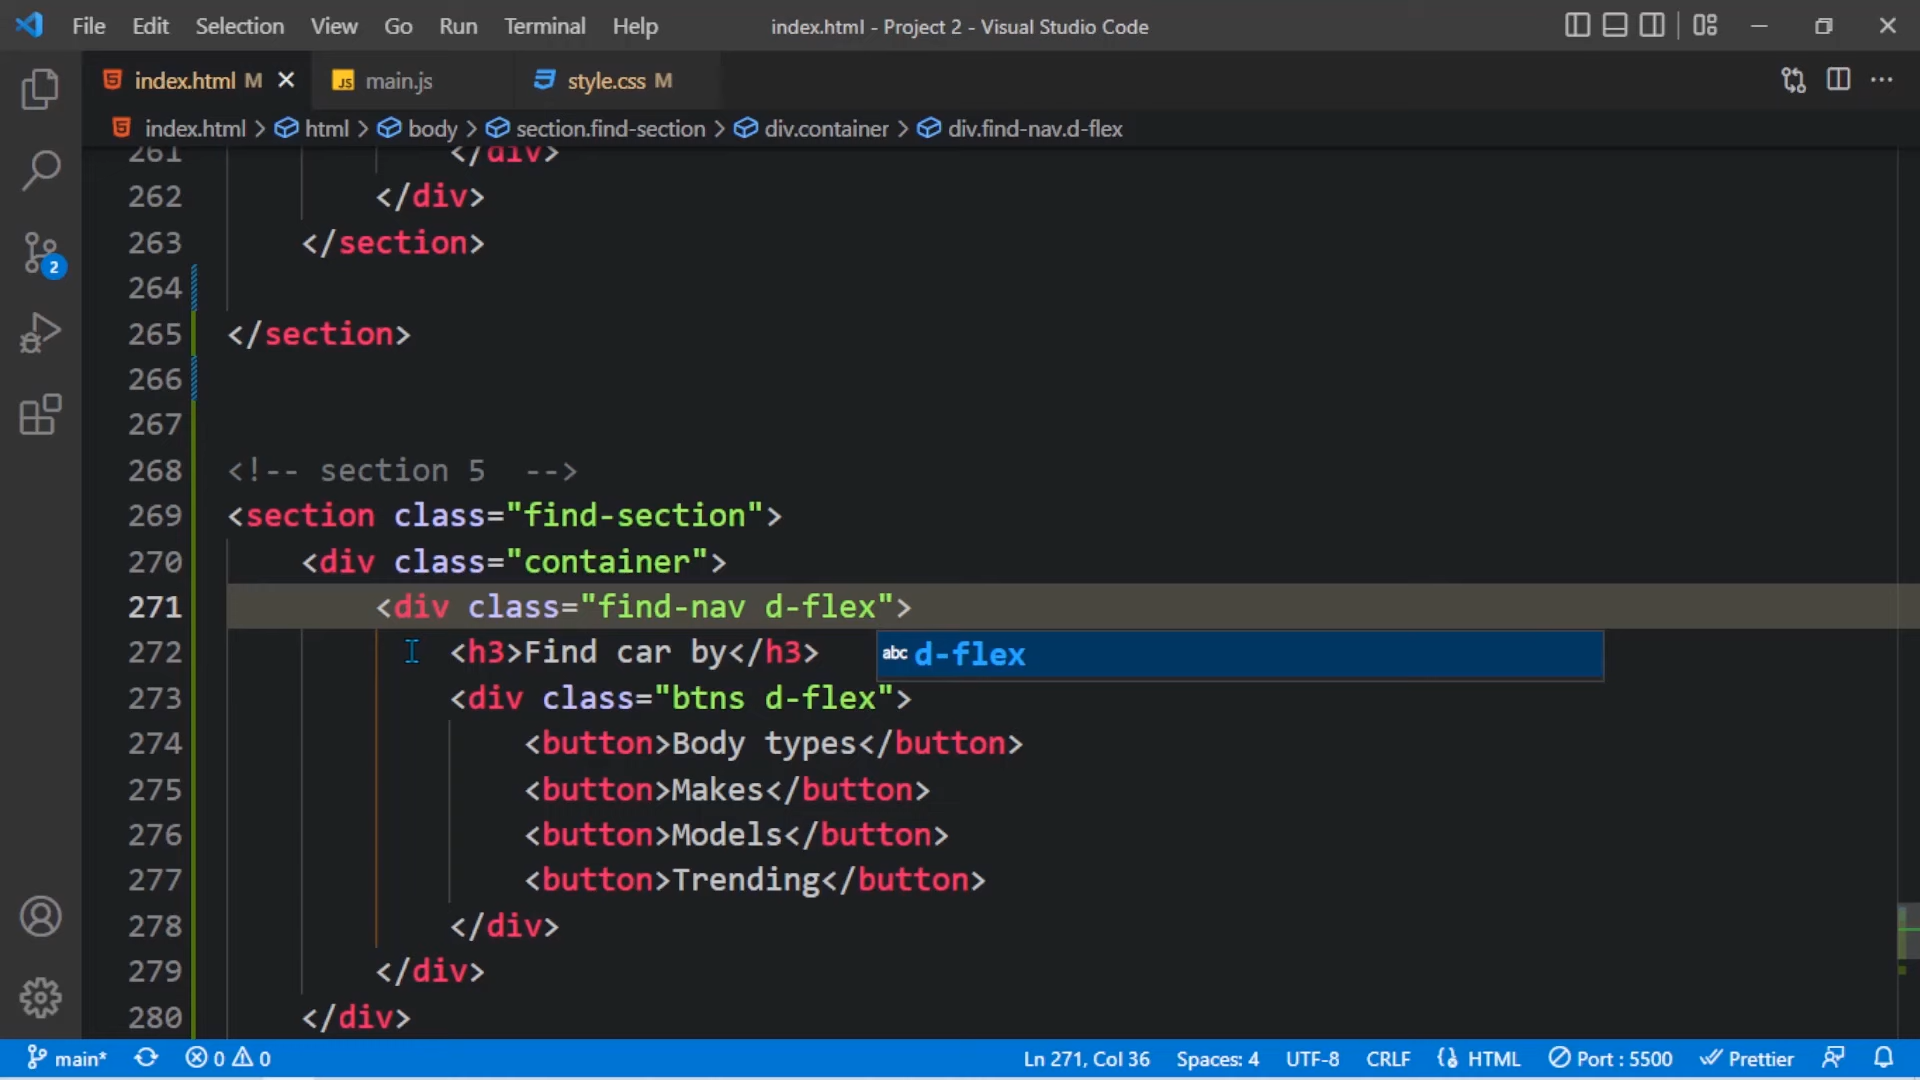 File Edit Selection View Go Run Terminal Help index.html - Project 2 - Visual Studio Code
index.html M JS main.js style.css M
index.html > html > body > section.find-section > div.container > div.find-nav.d-flex
261 </div>
262 </div>
263 </section>
2
264
265 </section>
266
267
268 <!-- section 5 -->
269 <section class="find-section">
270 <div class="container">
271 <div class="find-nav d-flex">
272 <h3>Find car by</h3> abc d-flex
273 <div class="btns d-flex">
274 <button>Body types</button>
275 <button>Makes</button>
276 <button>Models</button>
277 <button>Trending</button>
278 </div>
279 </div>
280 </div>
main* 0 0 Ln 271, Col 36 Spaces: 4 UTF-8 CRLF HTML Port : 5500 Prettier